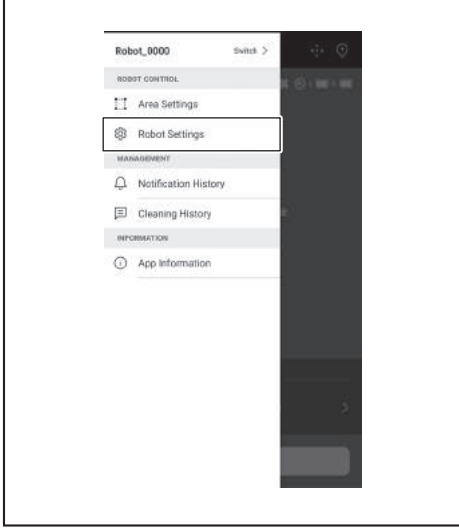 Robot_0000 Switch >
ROBOT CONTROL
Area Settings
Robot Settings
MANAGEMENT
Notification History
Cleaning History
INFORMATION
App Information